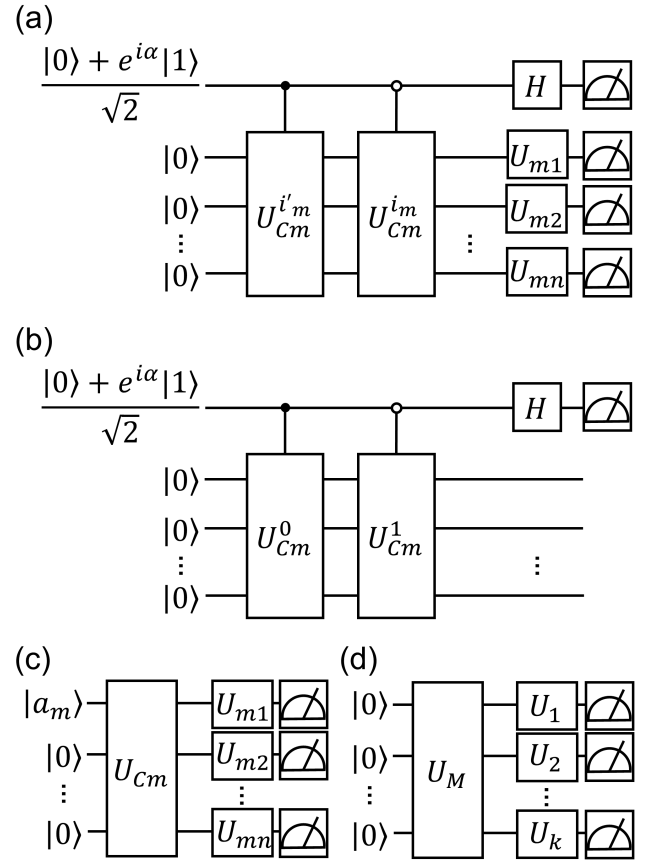 (a)
|0⟩ + e^{iα}|1⟩
√2
H
|0⟩
|0⟩
⋮
|0⟩
U_{Cm}^{i'_m}
U_{Cm}^{i_m}
⋮
U_{m1}
U_{m2}
U_{mn}
(b)
|0⟩ + e^{iα}|1⟩
√2
H
|0⟩
|0⟩
⋮
|0⟩
U_{Cm}^{0}
U_{Cm}^{1}
⋮
(c)
|a_m⟩
|0⟩
⋮
|0⟩
U_{Cm}
U_{m1}
U_{m2}
⋮
U_{mn}
(d)
|0⟩
|0⟩
⋮
|0⟩
U_M
U_1
U_2
⋮
U_k